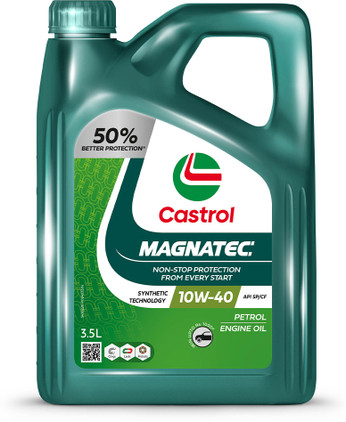 50%
BETTER PROTECTION*
Castrol
MAGNATEC
NON-STOP PROTECTION
FROM EVERY START
SYNTHETIC
TECHNOLOGY
10W-40
API SP/CF
PETROL
ENGINE OIL
3.5L